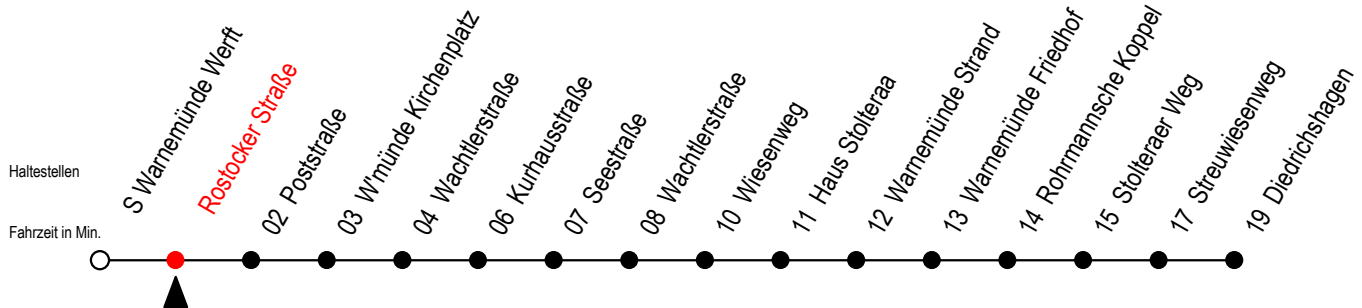 Haltestellen
Fahrzeit in Min.
S Warnemünde Werft
Rostocker Straße
02 Poststraße
03 W'münde Kirchenplatz
04 Wachtlerstraße
06 Kurhausstraße
07 Seestraße
08 Wachtlerstraße
10 Wiesenweg
11 Haus Stolteraa
12 Warnemünde Strand
13 Warnemünde Friedhof
14 Rohrmannsche Koppel
15 Stolteraer Weg
17 Streuwiesenweg
19 Diedrichshagen